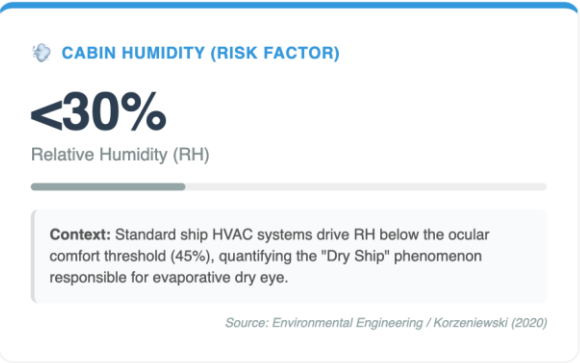 CABIN HUMIDITY (RISK FACTOR)
<30%
Relative Humidity (RH)
Context: Standard ship HVAC systems drive RH below the ocular
comfort threshold (45%), quantifying the "Dry Ship" phenomenon
responsible for evaporative dry eye.
Source: Environmental Engineering / Korzeniewski (2020)